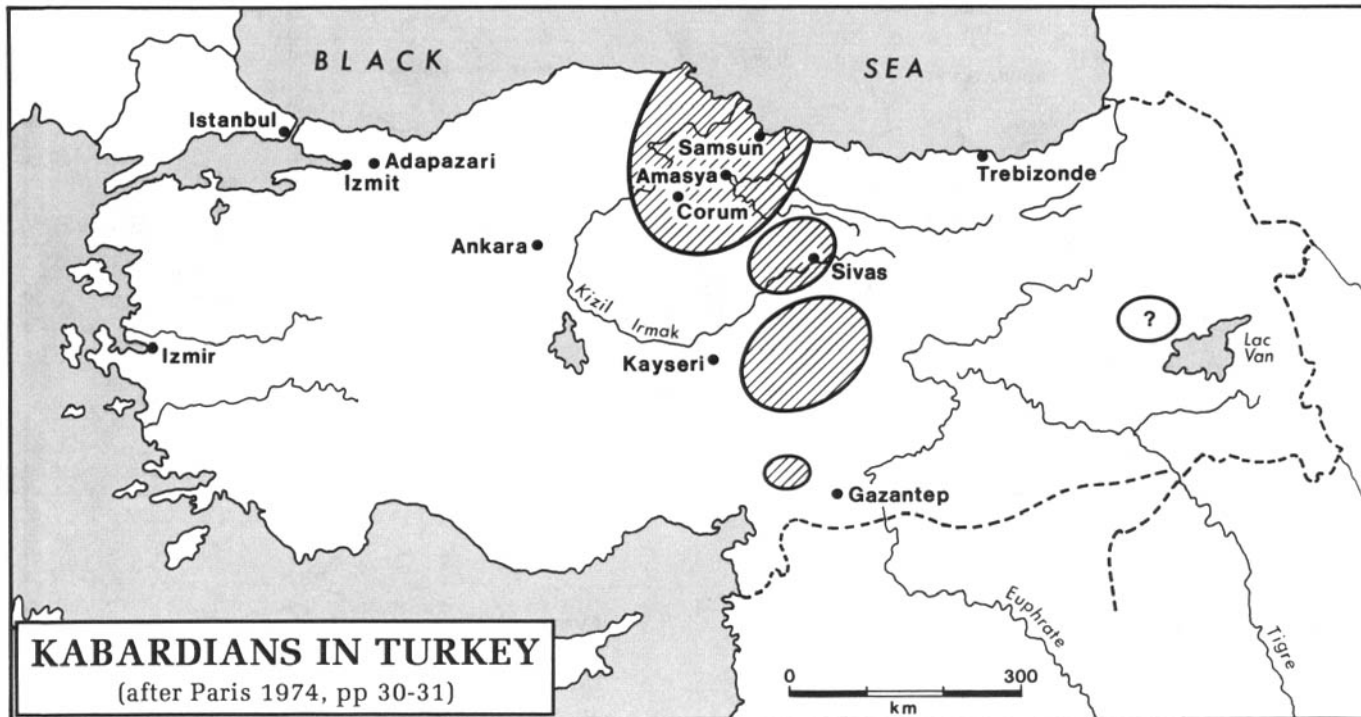 BLACK SEA
Istanbul
Adapazari
Izmit
Samsun
Amasya
Corum
Trebizonde
Ankara
Sivas
Kizil Irmak
?
Lac
Van
Izmir
Kayseri
Gazantep
Euphrate
Tigre
KABARDIANS IN TURKEY
(after Paris 1974, pp 30-31)
0 300
km